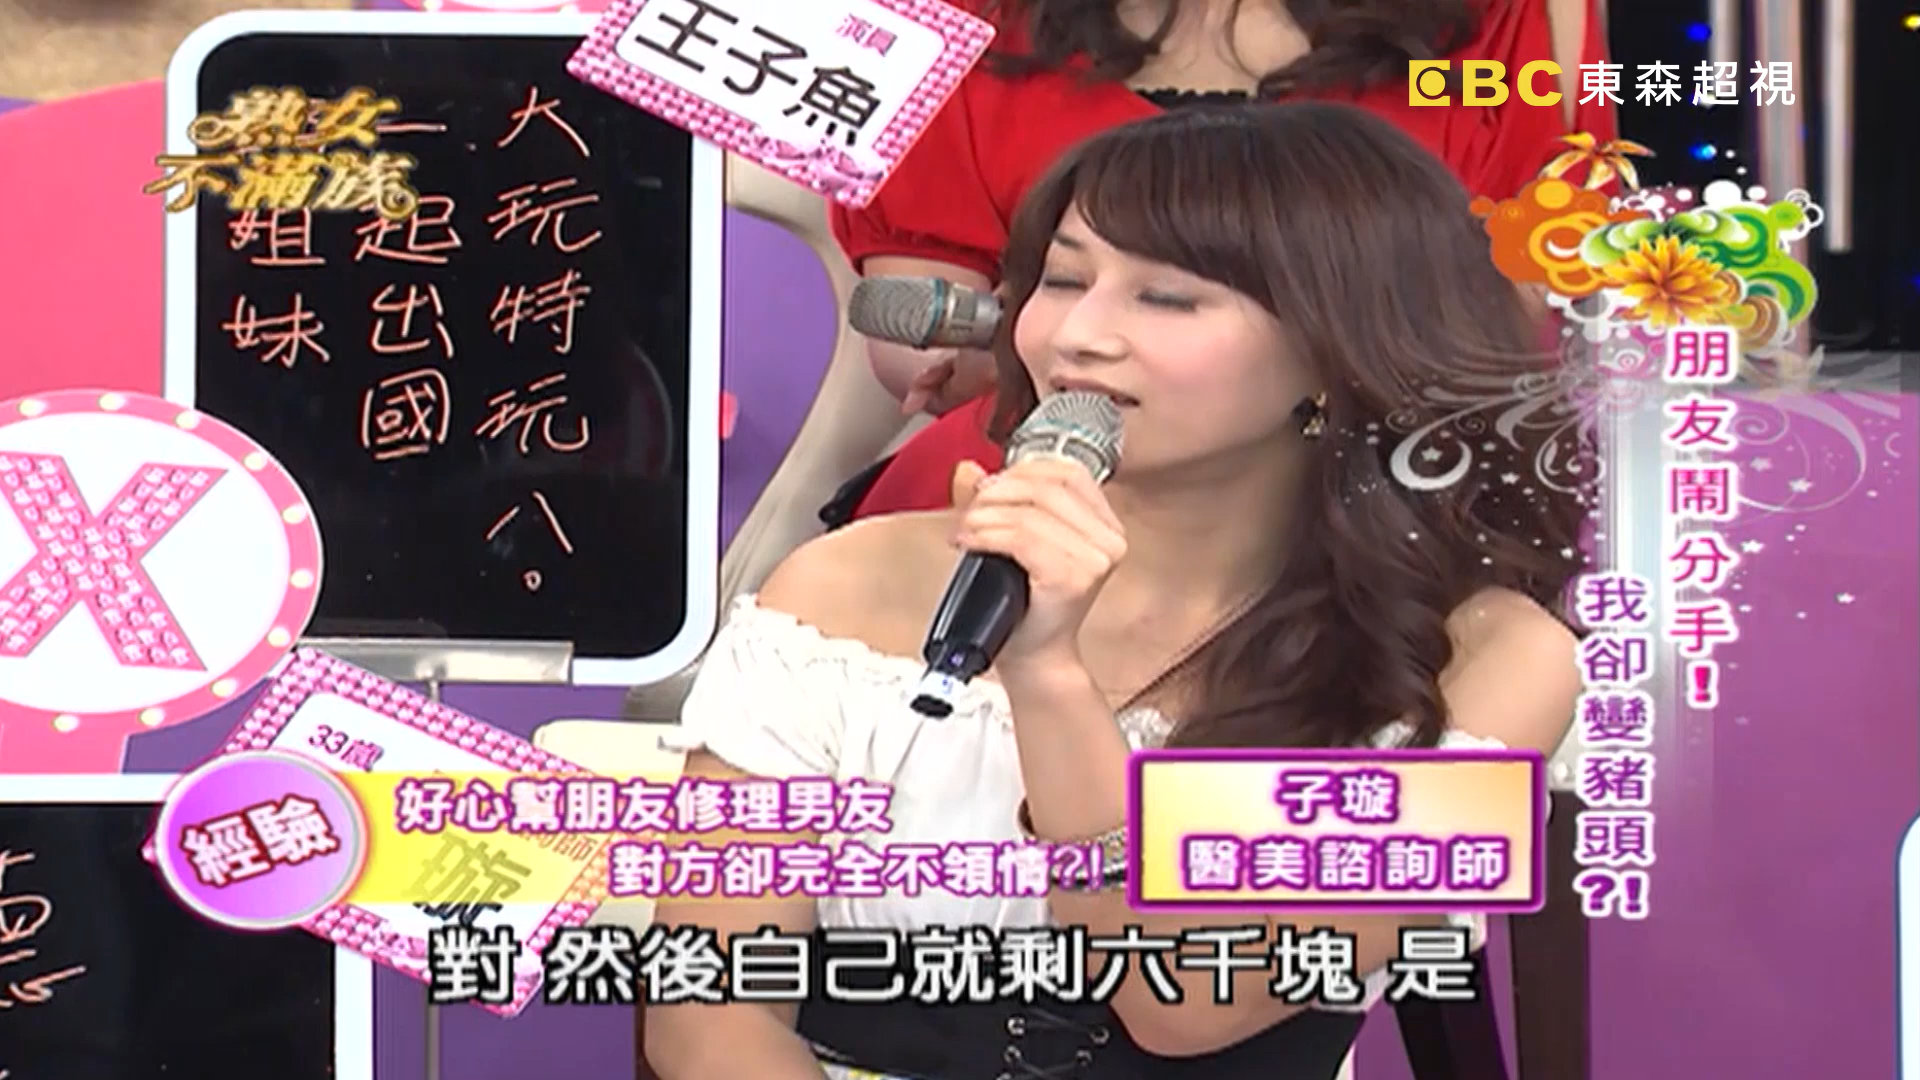 EBC 東森超視
熟女
不滿族
演員
王子魚
大玩特玩八。
一起出國
姐妹
X
33歲
璇
朋友鬧分手!
我卻變豬頭?!
經驗
好心幫朋友修理男友
對方卻完全不領情?!
子璇
醫美諮詢師
對 然後自己就剩六千塊 是